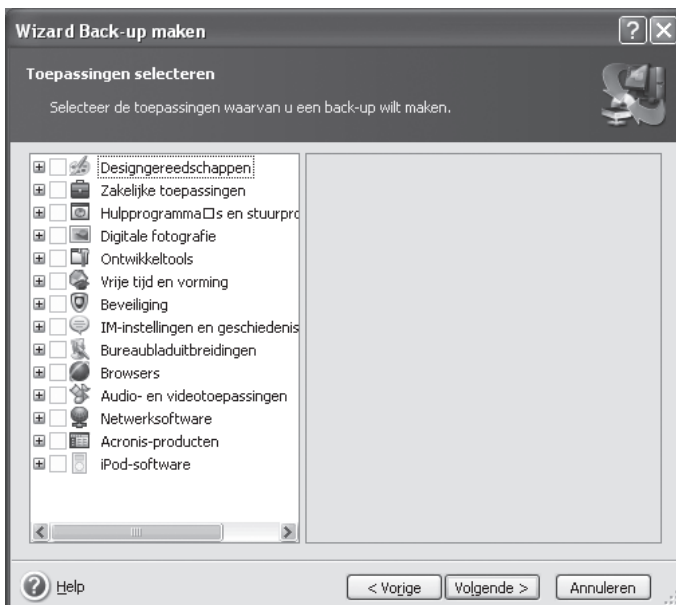 Wizard Back-up maken
Toepassingen selecteren
Selecteer de toepassingen waarvan u een back-up wilt maken.
Designgereedschappen
Zakelijke toepassingen
Hulpprogramma□s en stuurpro
Digitale fotografie
Ontwikkeltools
Vrije tijd en vorming
Beveiliging
IM-instellingen en geschiedenis
Bureaubladuitbreidingen
Browsers
Audio- en videotoepassingen
Netwerksoftware
Acronis-producten
iPod-software
Help
< Vorige
Volgende >
Annuleren